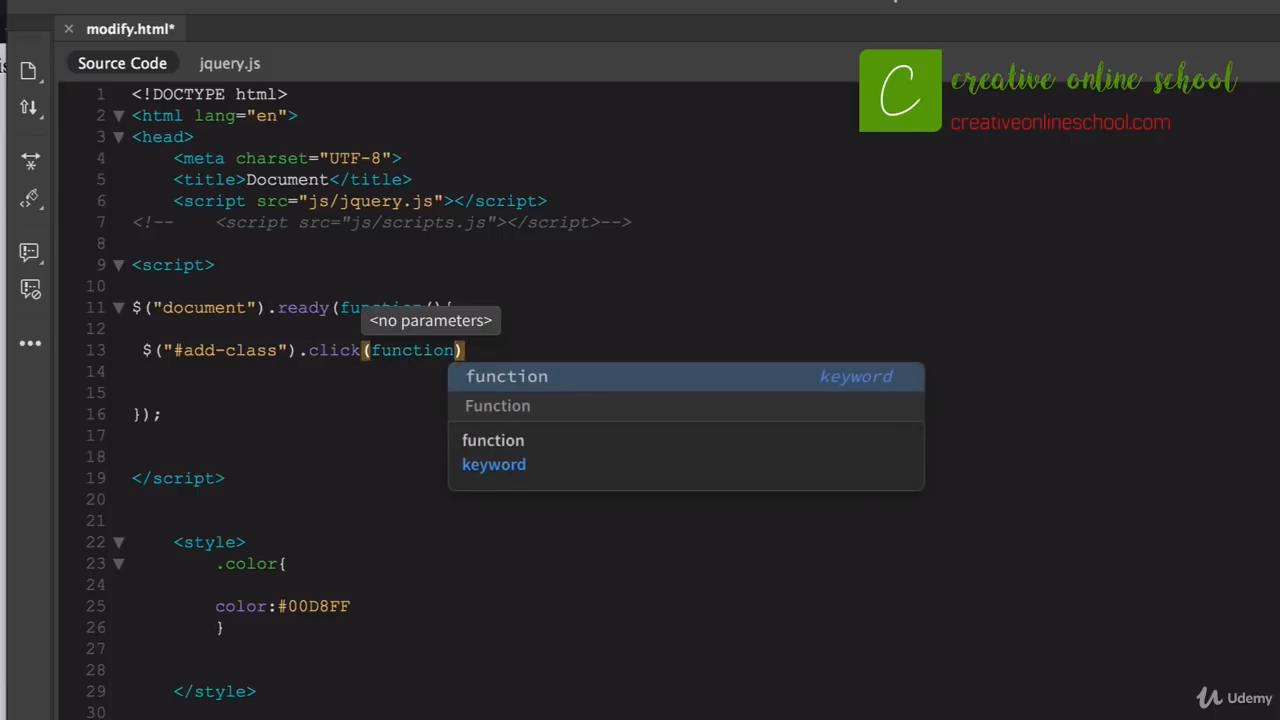 is
modify.html*
Source Code jquery.js
C creative online school
creativeonlineschool.com
1 <!DOCTYPE html>
2 <html lang="en">
3 <head>
4 <meta charset="UTF-8">
5 <title>Document</title>
6 <script src="js/jquery.js"></script>
7 <!-- <script src="js/scripts.js"></script>-->
8
9 <script>
10
11 $("document").ready(function(){
<no parameters>
12
13 $("#add-class").click(function)
function keyword
Function
function
keyword
14
15
16 });
17
18
19 </script>
20
21
22 <style>
23 .color{
24
25 color:#00D8FF
26 }
27
28
29 </style>
30
Udemy